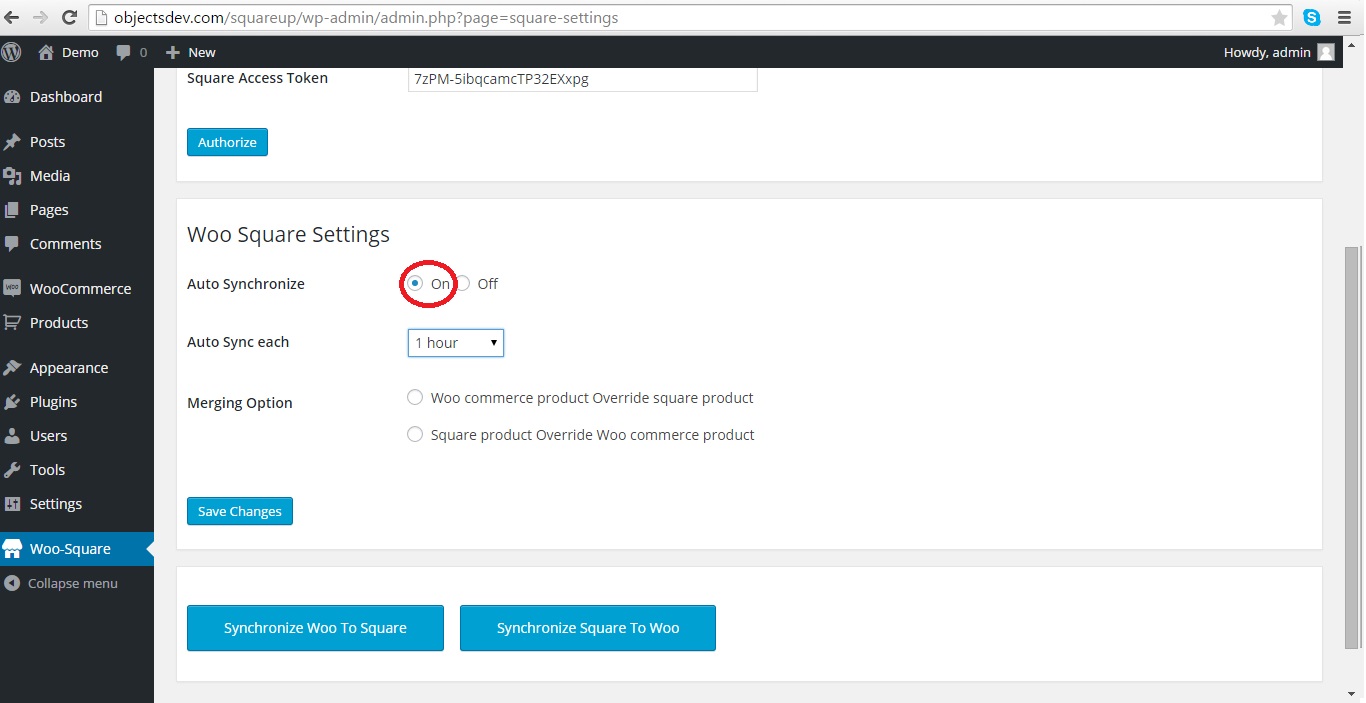 objectsdev.com/squareup/wp-admin/admin.php?page=square-settings
Demo 0 New Howdy, admin
Square Access Token 7zPM-5ibqcamcTP32EXxpg
Authorize
Dashboard
Posts
Media
Pages
Comments
WooCommerce
Products
Appearance
Plugins
Users
Tools
Settings
Woo-Square
Collapse menu
Woo Square Settings
Auto Synchronize On Off
Auto Sync each 1 hour
Merging Option Woo commerce product Override square product
Square product Override Woo commerce product
Save Changes
Synchronize Woo To Square Synchronize Square To Woo